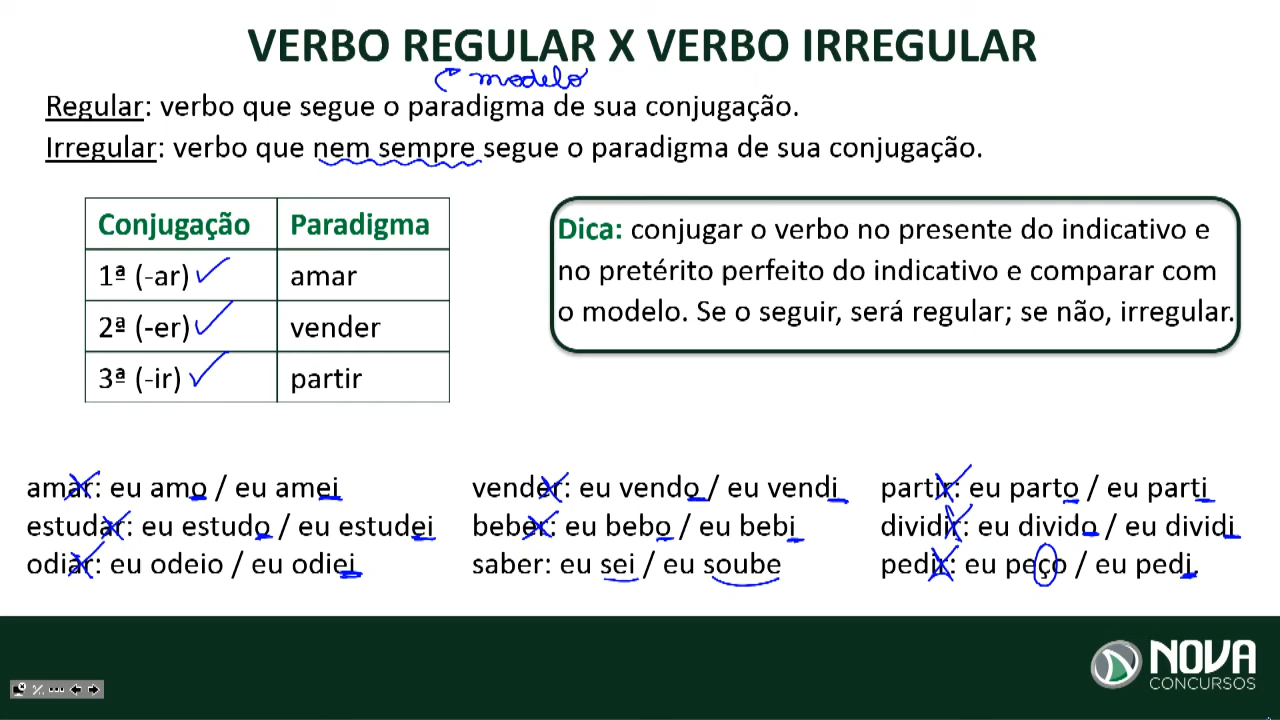 VERBO REGULAR X VERBO IRREGULAR
modelo
Regular: verbo que segue o paradigma de sua conjugação.
Irregular: verbo que nem sempre segue o paradigma de sua conjugação.
Conjugação Paradigma
1ª (-ar) amar
2ª (-er) vender
3ª (-ir) partir
Dica: conjugar o verbo no presente do indicativo e
no pretérito perfeito do indicativo e comparar com
o modelo. Se o seguir, será regular; se não, irregular.
amar: eu amo / eu amei
estudar: eu estudo / eu estudei
odiar: eu odeio / eu odiei
vender: eu vendo / eu vendi
beber: eu bebo / eu bebi
saber: eu sei / eu soube
partir: eu parto / eu parti
dividir: eu divido / eu dividi
pedir: eu peço / eu pedi.
NOVA
CONCURSOS